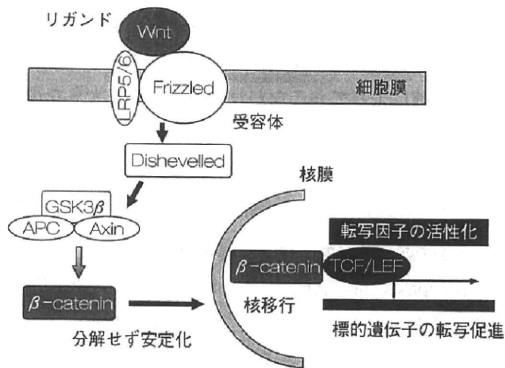 リガンド
Wnt
LRP5/6
Frizzled
細胞膜
受容体
Dishevelled
核膜
GSK3β
APC
Axin
転写因子の活性化
β-catenin
TCF/LEF
β-catenin
核移行
分解せず安定化
標的遺伝子の転写促進